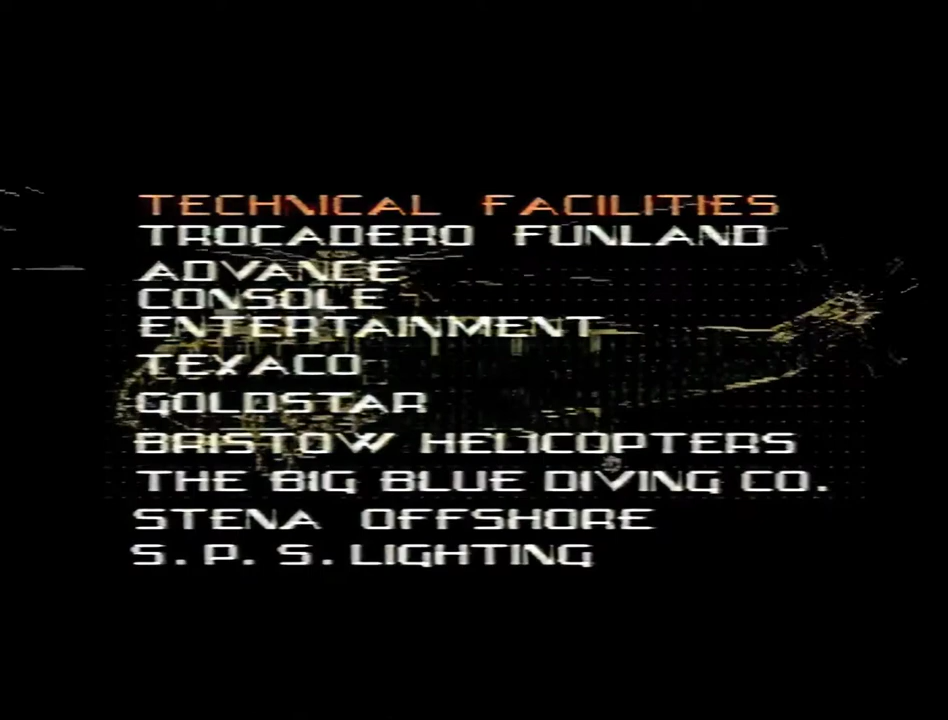 TECHNICAL FACILITIES
TROCADERO FUNLAND
ADVANCE
CONSOLE
ENTERTAINMENT
TEXACO
GOLDSTAR
BRISTOW HELICOPTERS
THE BIG BLUE DIVING CO.
STENA OFFSHORE
S.P.S.LIGHTING